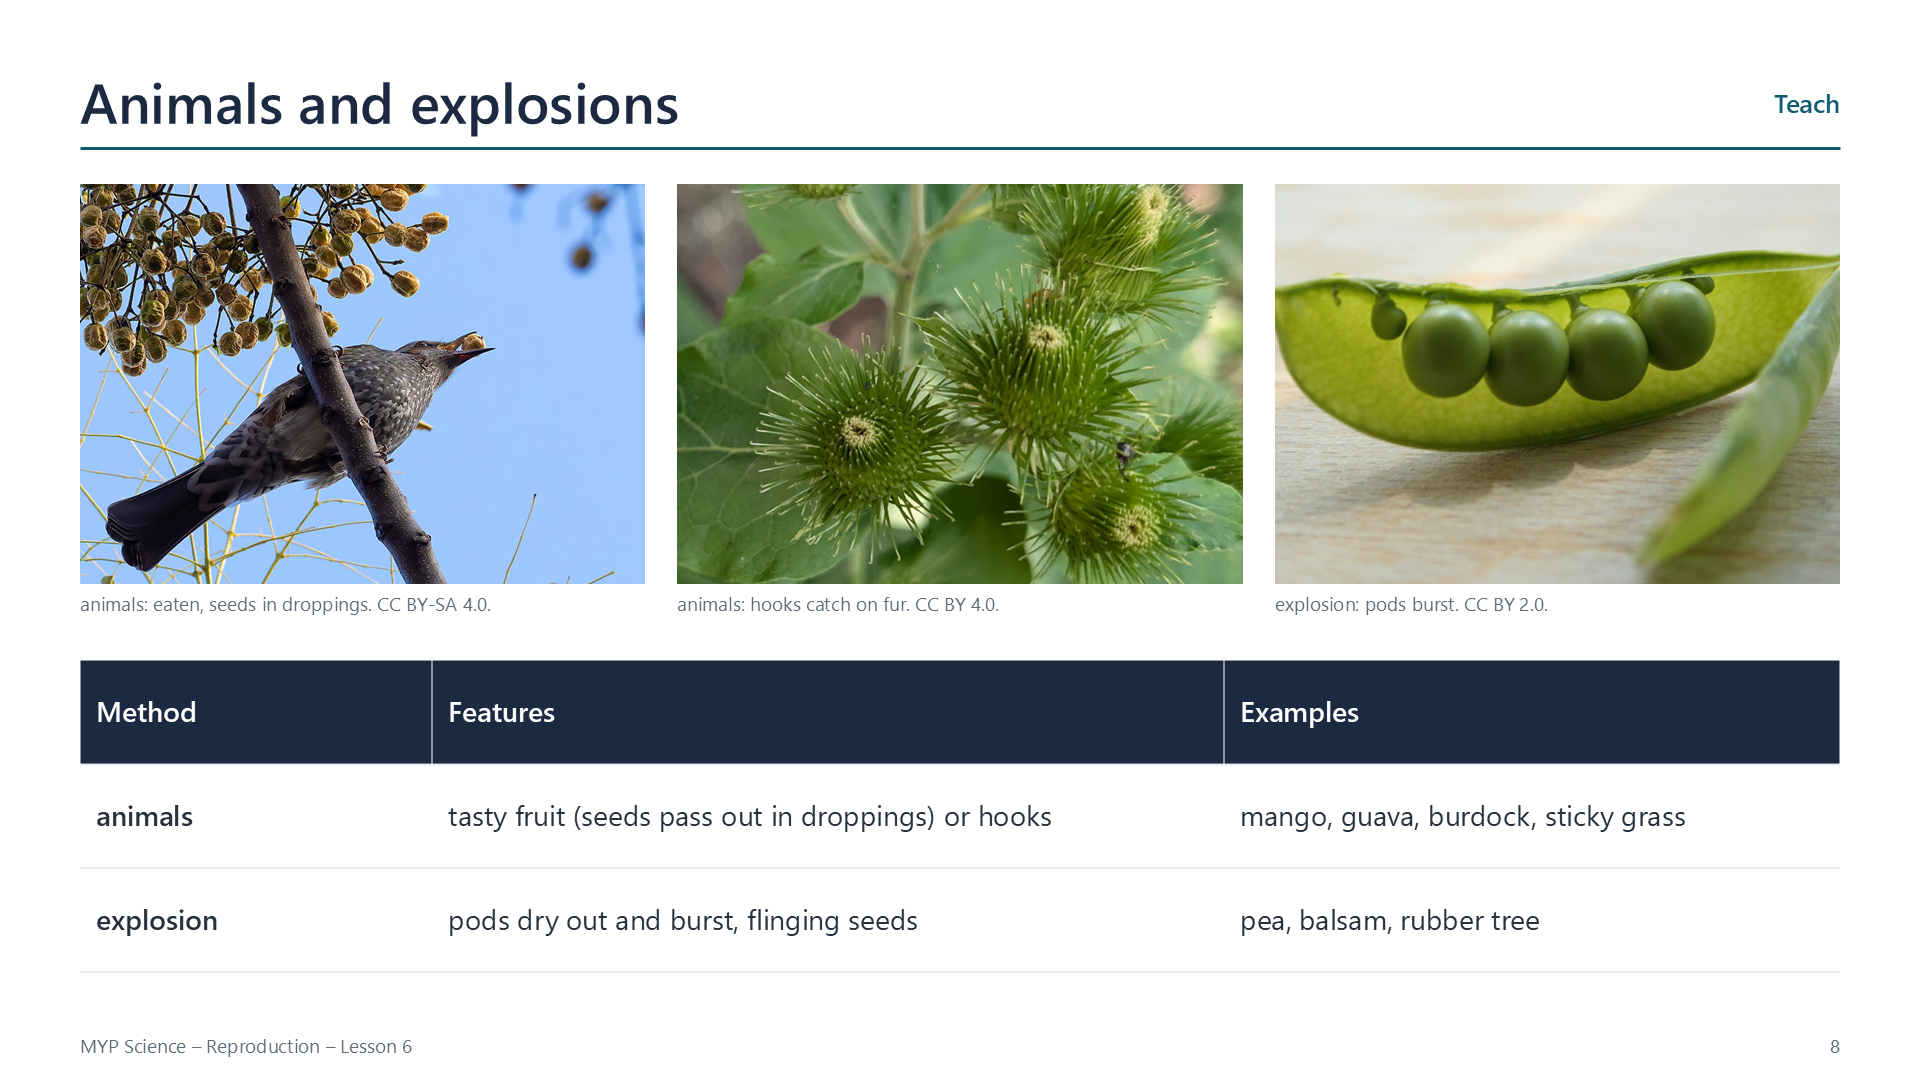 Animals and explosions
Teach
animals: eaten, seeds in droppings. CC BY-SA 4.0.
animals: hooks catch on fur. CC BY 4.0.
explosion: pods burst. CC BY 2.0.
Method Features Examples
animals tasty fruit (seeds pass out in droppings) or hooks mango, guava, burdock, sticky grass
explosion pods dry out and burst, flinging seeds pea, balsam, rubber tree
MYP Science – Reproduction – Lesson 6
8